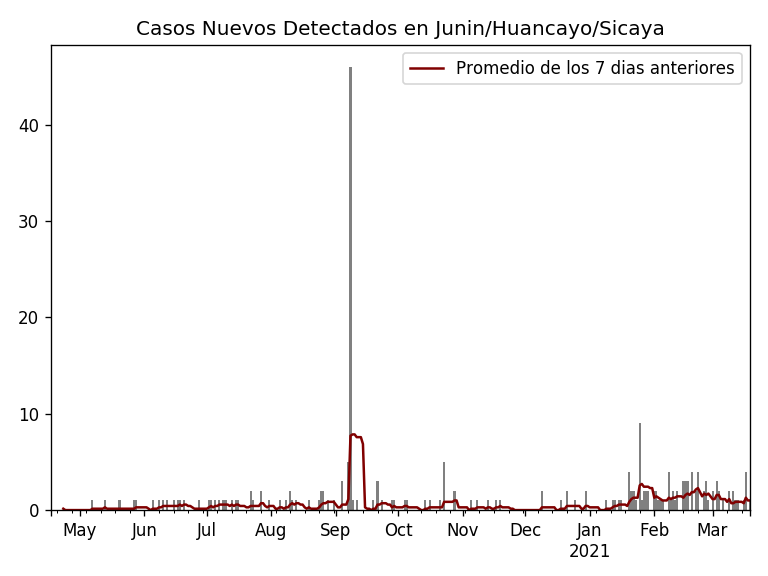 Casos Nuevos Detectados en Junin/Huancayo/Sicaya
Promedio de los 7 dias anteriores
40
30
20
10
0
May Jun Jul Aug Sep Oct Nov Dec Jan Feb Mar
2021